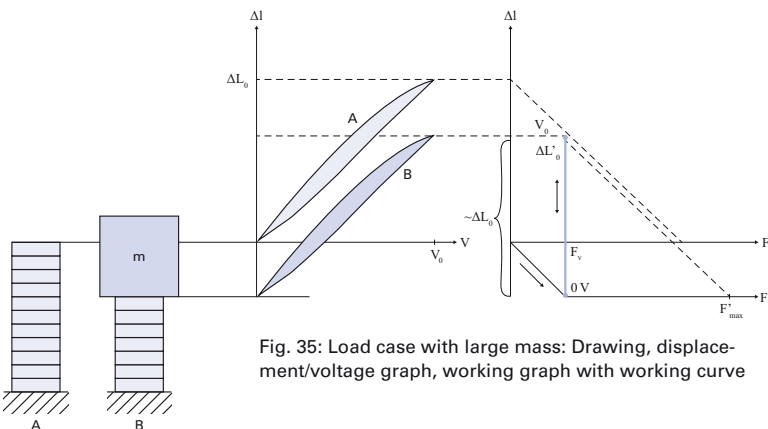 Δl
Δl
ΔL₀
A
V₀
ΔL'₀
B
~ΔL₀
m
V
V₀
F
Fᵥ
0 V
F
F'ₘₐₓ
Fig. 35: Load case with large mass: Drawing, displace-
ment/voltage graph, working graph with working curve
A
B